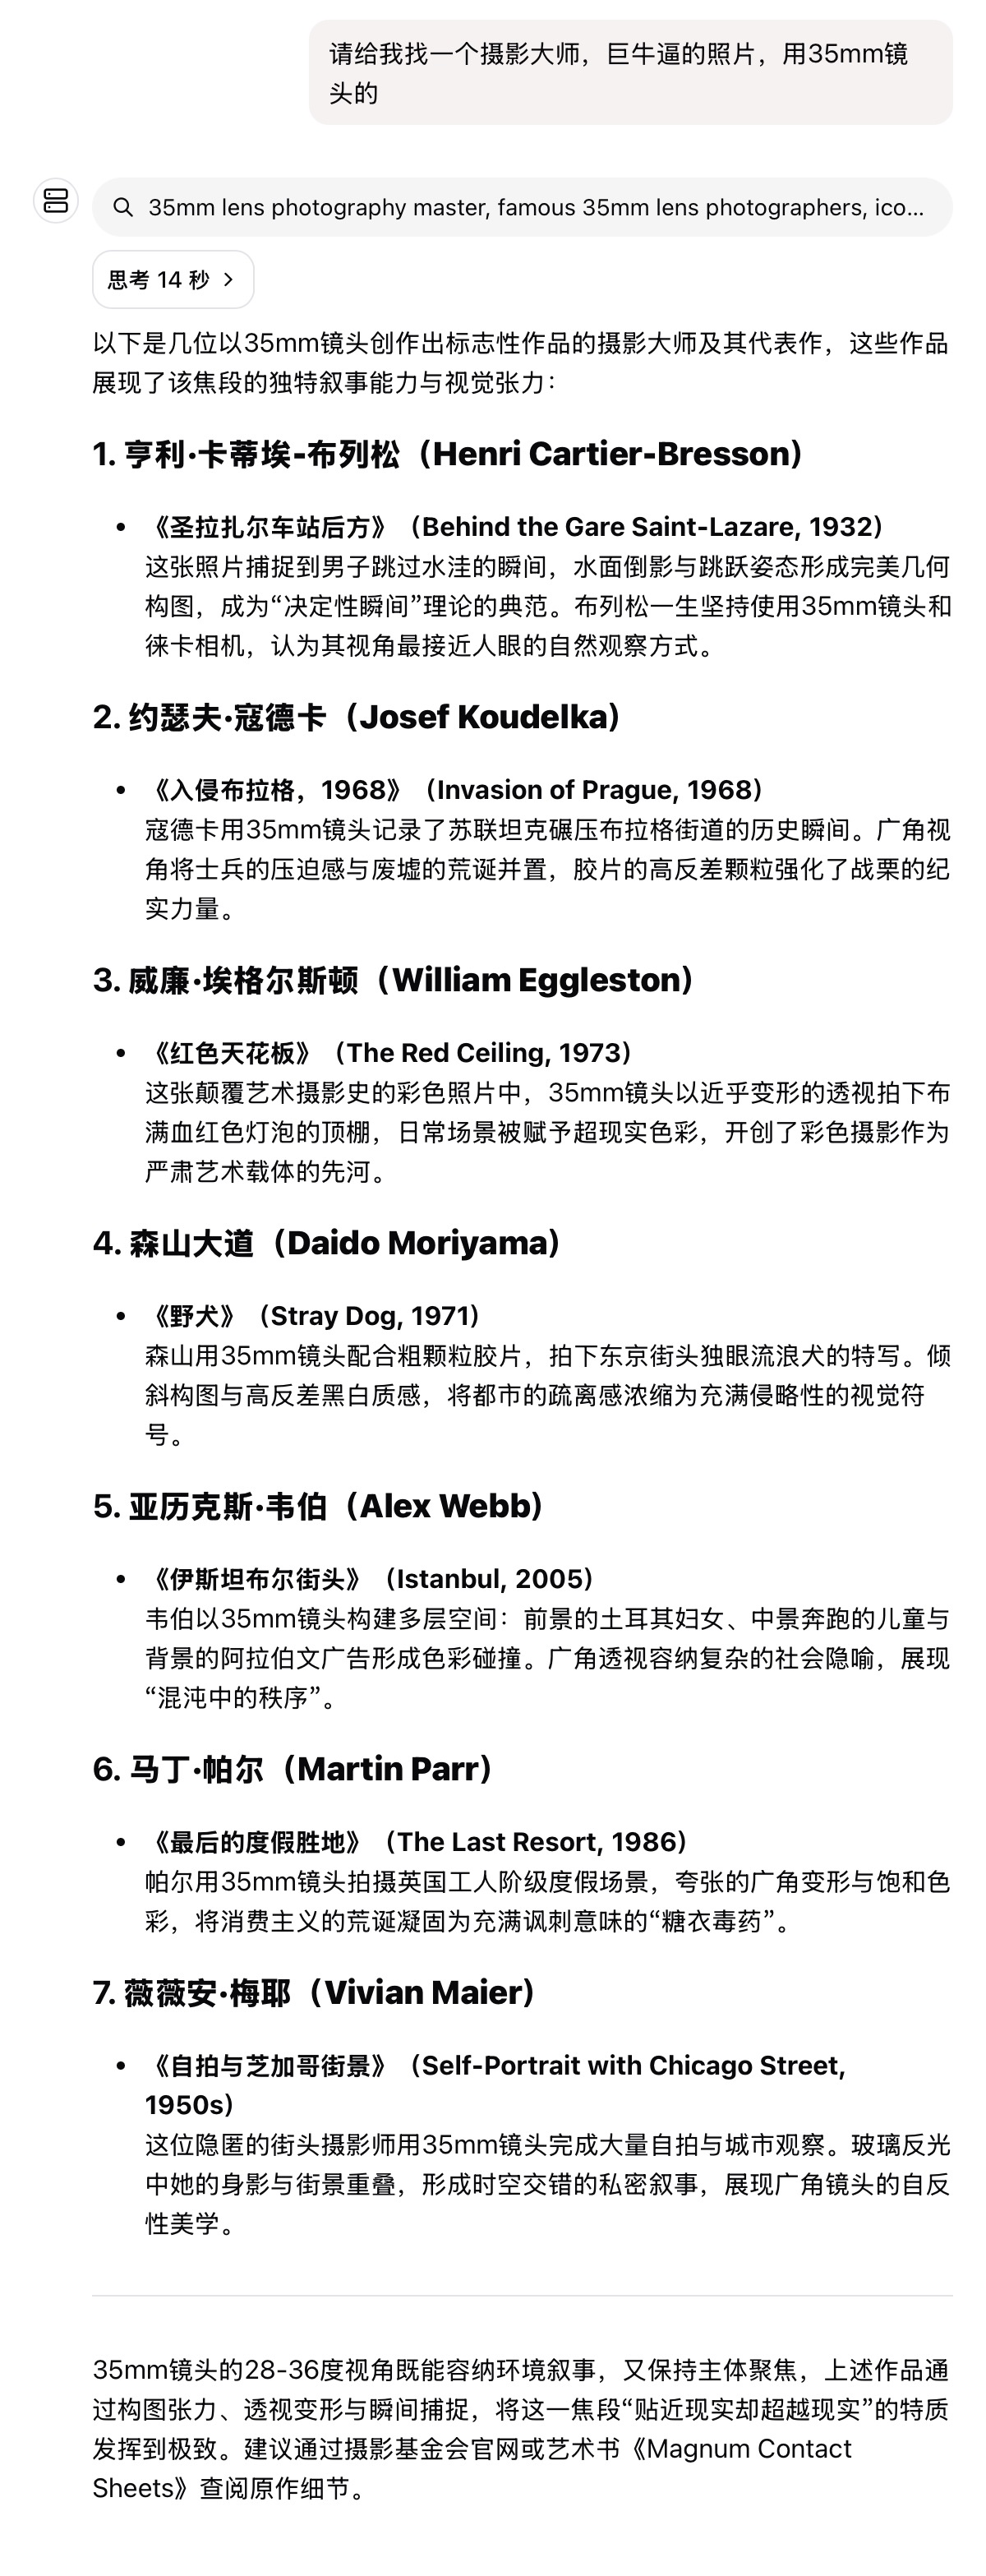 请给我找一个摄影大师，巨牛逼的照片，用35mm镜
头的
35mm lens photography master, famous 35mm lens photographers, ico...
思考 14 秒
以下是几位以35mm镜头创作出标志性作品的摄影大师及其代表作，这些作品
展现了该焦段的独特叙事能力与视觉张力：
1. 亨利·卡蒂埃-布列松（Henri Cartier-Bresson）
• 《圣拉扎尔车站后方》（Behind the Gare Saint-Lazare, 1932）
这张照片捕捉到男子跳过水洼的瞬间，水面倒影与跳跃姿态形成完美几何
构图，成为“决定性瞬间”理论的典范。布列松一生坚持使用35mm镜头和
徕卡相机，认为其视角最接近人眼的自然观察方式。
2. 约瑟夫·寇德卡（Josef Koudelka）
• 《入侵布拉格，1968》（Invasion of Prague, 1968）
寇德卡用35mm镜头记录了苏联坦克碾压布拉格街道的历史瞬间。广角视
角将士兵的压迫感与废墟的荒诞并置，胶片的高反差颗粒强化了战栗的纪
实力量。
3. 威廉·埃格尔斯顿（William Eggleston）
• 《红色天花板》（The Red Ceiling, 1973）
这张颠覆艺术摄影史的彩色照片中，35mm镜头以近乎变形的透视拍下布
满血红色灯泡的顶棚，日常场景被赋予超现实色彩，开创了彩色摄影作为
严肃艺术载体的先河。
4. 森山大道（Daido Moriyama）
• 《野犬》（Stray Dog, 1971）
森山用35mm镜头配合粗颗粒胶片，拍下东京街头独眼流浪犬的特写。倾
斜构图与高反差黑白质感，将都市的疏离感浓缩为充满侵略性的视觉符
号。
5. 亚历克斯·韦伯（Alex Webb）
• 《伊斯坦布尔街头》（Istanbul, 2005）
韦伯以35mm镜头构建多层空间：前景的土耳其妇女、中景奔跑的儿童与
背景的阿拉伯文广告形成色彩碰撞。广角透视容纳复杂的社会隐喻，展现
“混沌中的秩序”。
6. 马丁·帕尔（Martin Parr）
• 《最后的度假胜地》（The Last Resort, 1986）
帕尔用35mm镜头拍摄英国工人阶级度假场景，夸张的广角变形与饱和色
彩，将消费主义的荒诞凝固为充满讽刺意味的“糖衣毒药”。
7. 薇薇安·梅耶（Vivian Maier）
• 《自拍与芝加哥街景》（Self-Portrait with Chicago Street,
1950s）
这位隐匿的街头摄影师用35mm镜头完成大量自拍与城市观察。玻璃反光
中她的身影与街景重叠，形成时空交错的私密叙事，展现广角镜头的自反
性美学。
35mm镜头的28-36度视角既能容纳环境叙事，又保持主体聚焦，上述作品通
过构图张力、透视变形与瞬间捕捉，将这一焦段“贴近现实却超越现实”的特质
发挥到极致。建议通过摄影基金会官网或艺术书《Magnum Contact
Sheets》查阅原作细节。